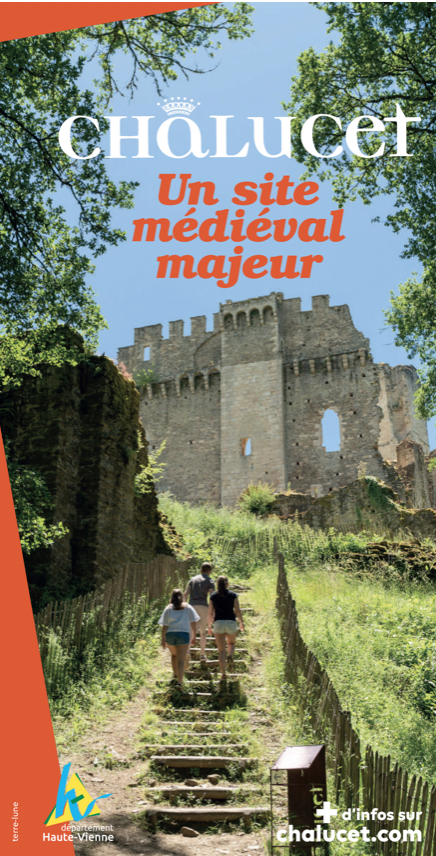 CHALUCET
Un site
médiéval
majeur
terre-lune
département
Haute-Vienne
+ d'infos sur
chalucet.com